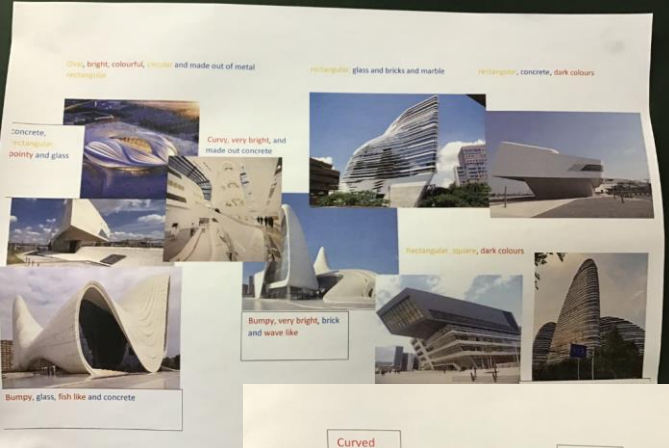 Oval, bright, colourful, circular and made out of metal
rectangular
rectangular, glass and bricks and marble
rectangular, concrete, dark colours
concrete,
rectangular
pointy and glass
Curvy, very bright, and
made out concrete
Rectangular, square, dark colours
Bumpy, very bright, brick
and wave like
Bumpy, glass, fish like and concrete
Curved